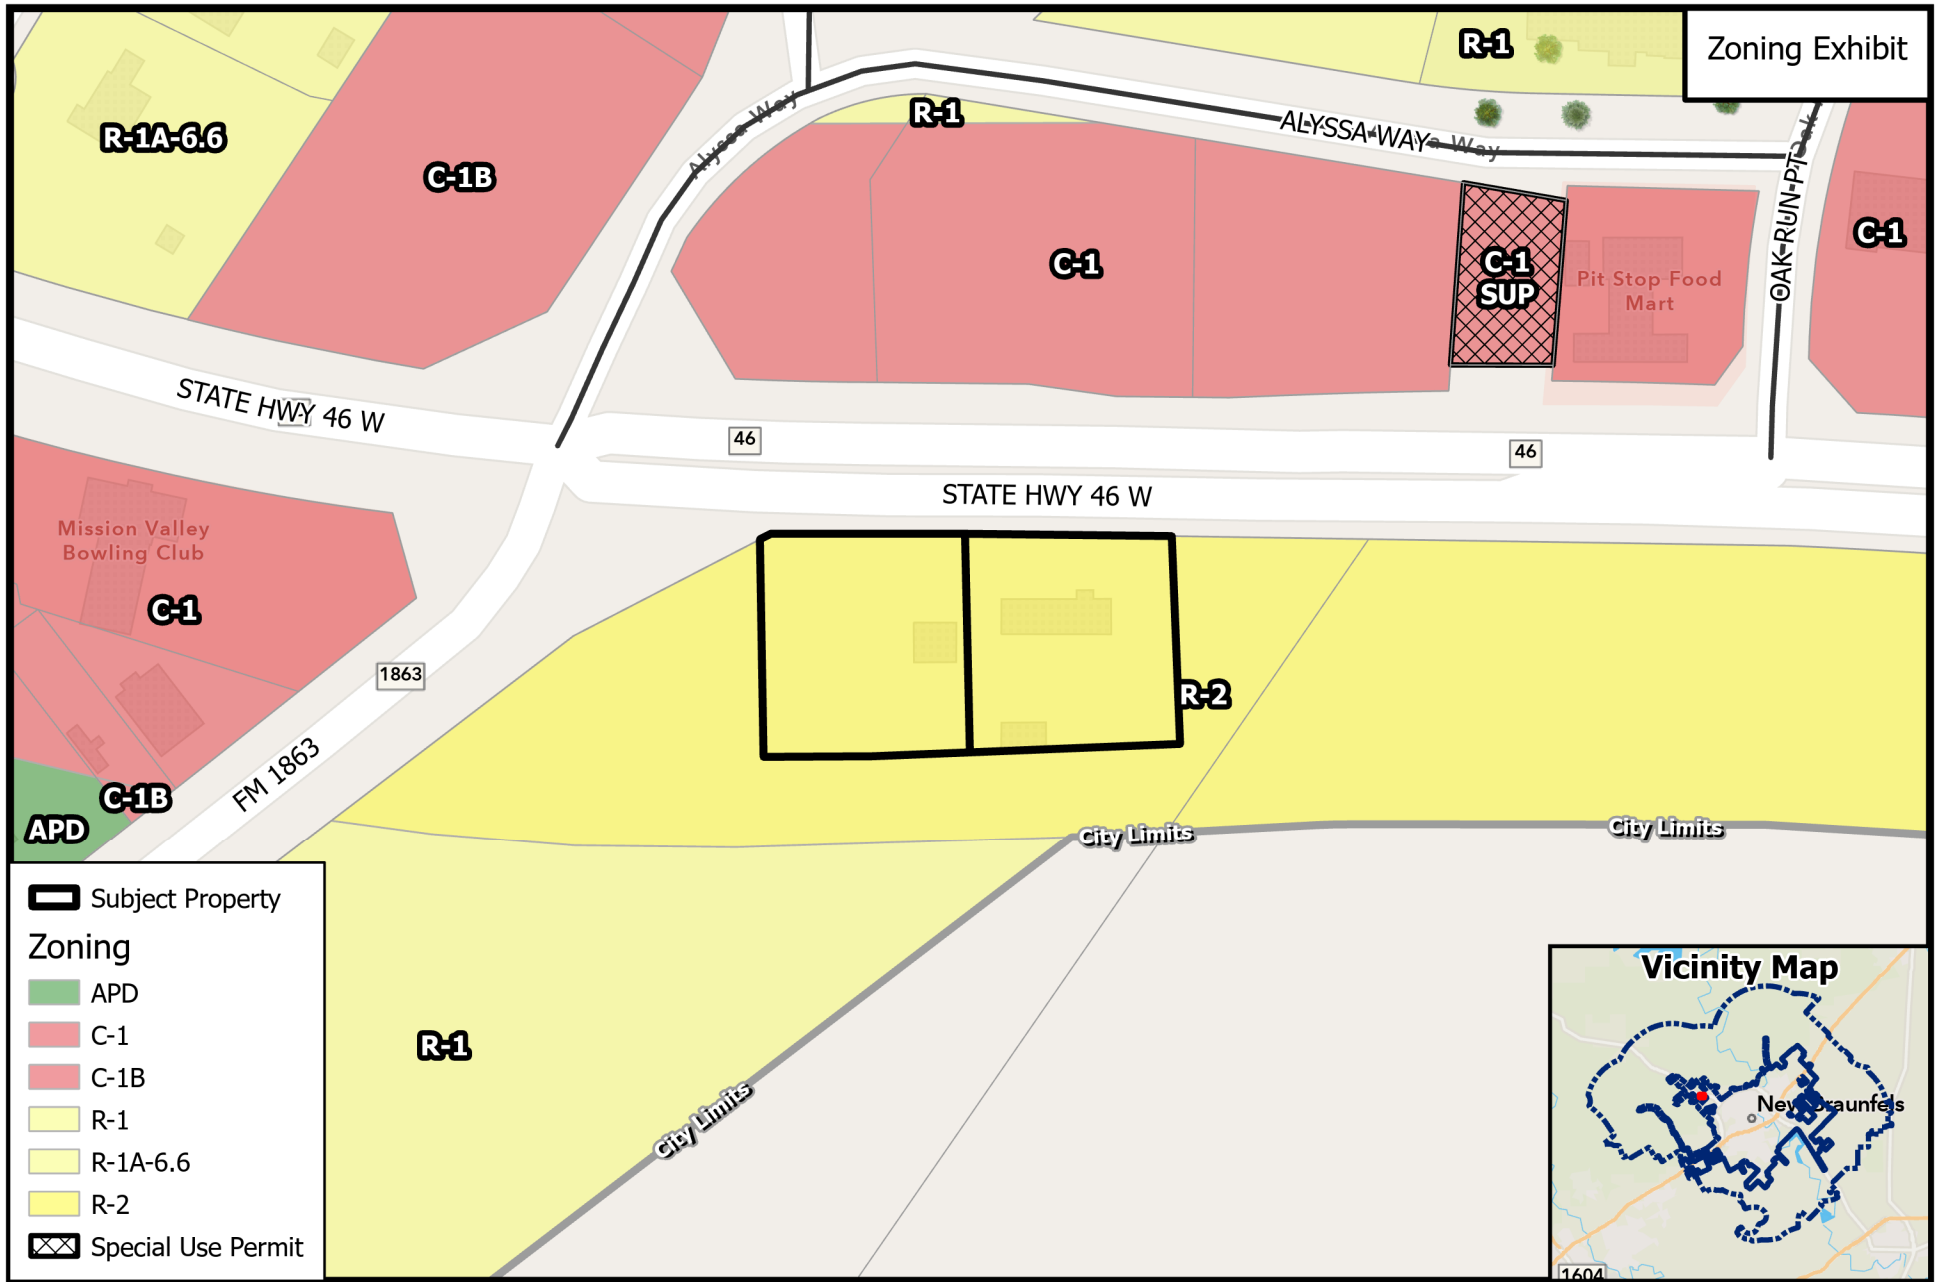 Zoning Exhibit
R-1
R-1A-6.6
C-1B
R-1
Alyssa Way
ALYSSA WAY
a Way
Oak
OAK RUN PT
C-1
C-1
C-1
SUP
Pit Stop Food
Mart
STATE HWY 46 W
46
46
STATE HWY 46 W
Mission Valley
Bowling Club
C-1
1863
R-2
FM 1863
C-1B
APD
City Limits
City Limits
R-1
City Limits
Subject Property
Zoning
APD
C-1
C-1B
R-1
R-1A-6.6
R-2
Special Use Permit
Vicinity Map
New Braunfels
1604